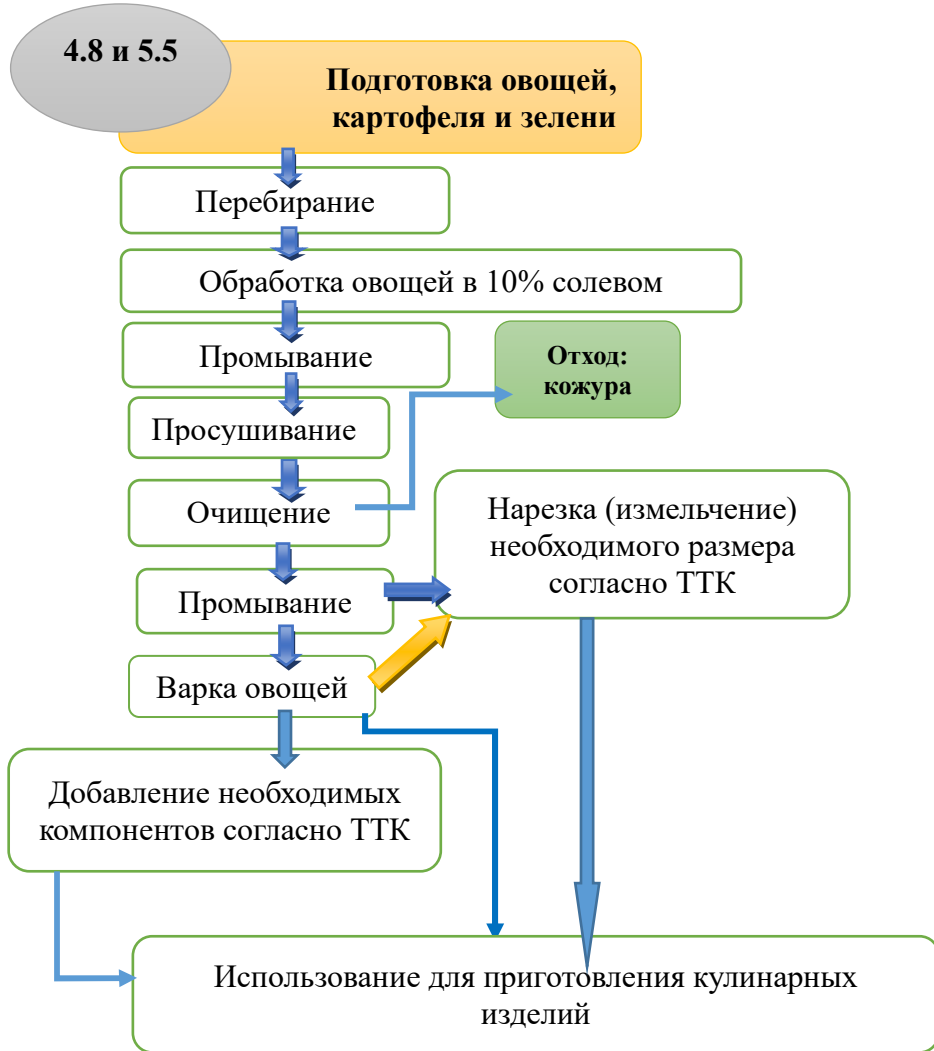 4.8 и 5.5
Подготовка овощей,
картофеля и зелени
Перебирание
Обработка овощей в 10% солевом
Промывание
Отход:
кожура
Просушивание
Очищение
Нарезка (измельчение)
необходимого размера
согласно ТТК
Промывание
Варка овощей
Добавление необходимых
компонентов согласно ТТК
Использование для приготовления кулинарных
изделий